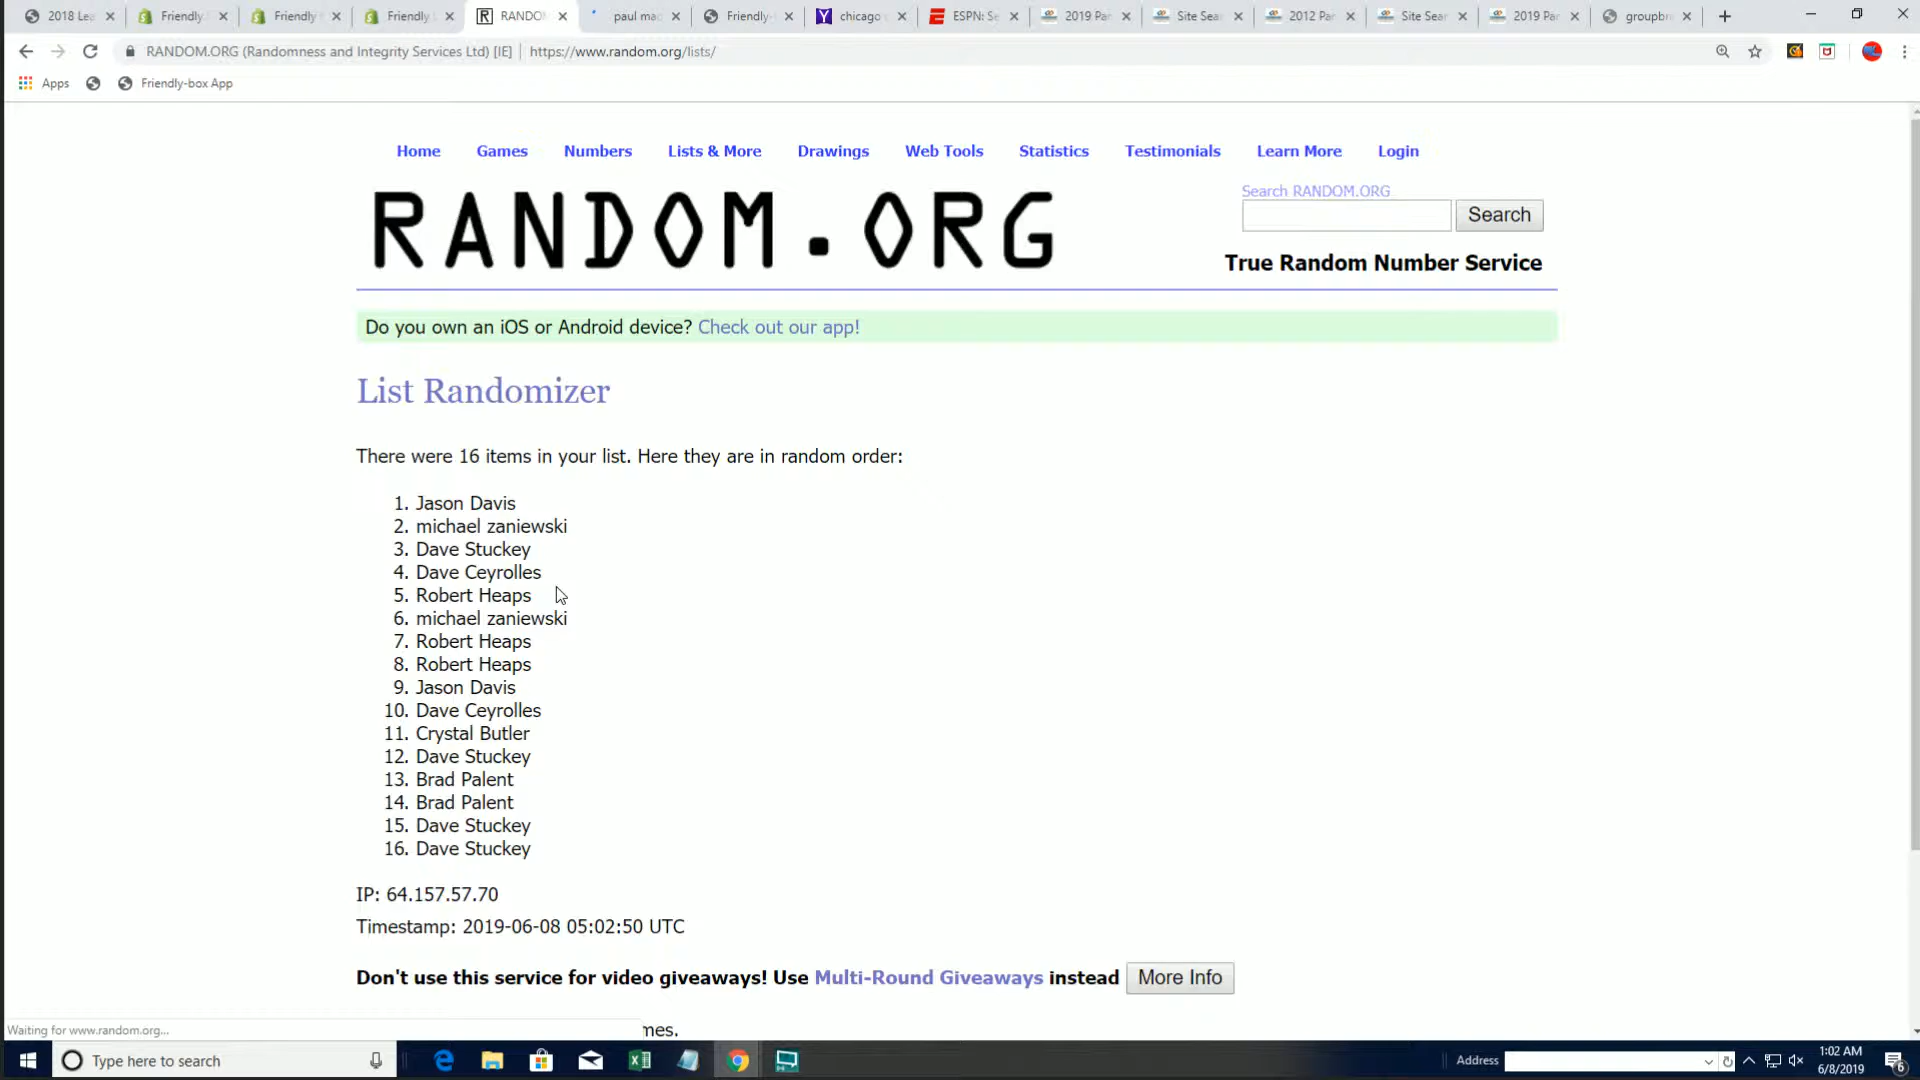 2018 Lea
Friendly
Friendly
Friendly
RANDO
paul mac
Friendly-
chicago
ESPN: Se
2019 Par
Site Sea
2012 Par
Site Sear
2019 Par
groupbr
RANDOM.ORG (Randomness and Integrity Services Ltd) [IE] | https://www.random.org/lists/
Apps Friendly-box App
Home Games Numbers Lists & More Drawings Web Tools Statistics Testimonials Learn More Login
RANDOM.ORG
Search RANDOM.ORG
Search
True Random Number Service
Do you own an iOS or Android device? Check out our app!
List Randomizer
There were 16 items in your list. Here they are in random order:
1. Jason Davis
2. michael zaniewski
3. Dave Stuckey
4. Dave Ceyrolles
5. Robert Heaps
6. michael zaniewski
7. Robert Heaps
8. Robert Heaps
9. Jason Davis
10. Dave Ceyrolles
11. Crystal Butler
12. Dave Stuckey
13. Brad Palent
14. Brad Palent
15. Dave Stuckey
16. Dave Stuckey
IP: 64.157.57.70
Timestamp: 2019-06-08 05:02:50 UTC
Don't use this service for video giveaways! Use Multi-Round Giveaways instead More Info
Waiting for www.random.org...
mes.
Type here to search
Address
1:02 AM
6/8/2019
6